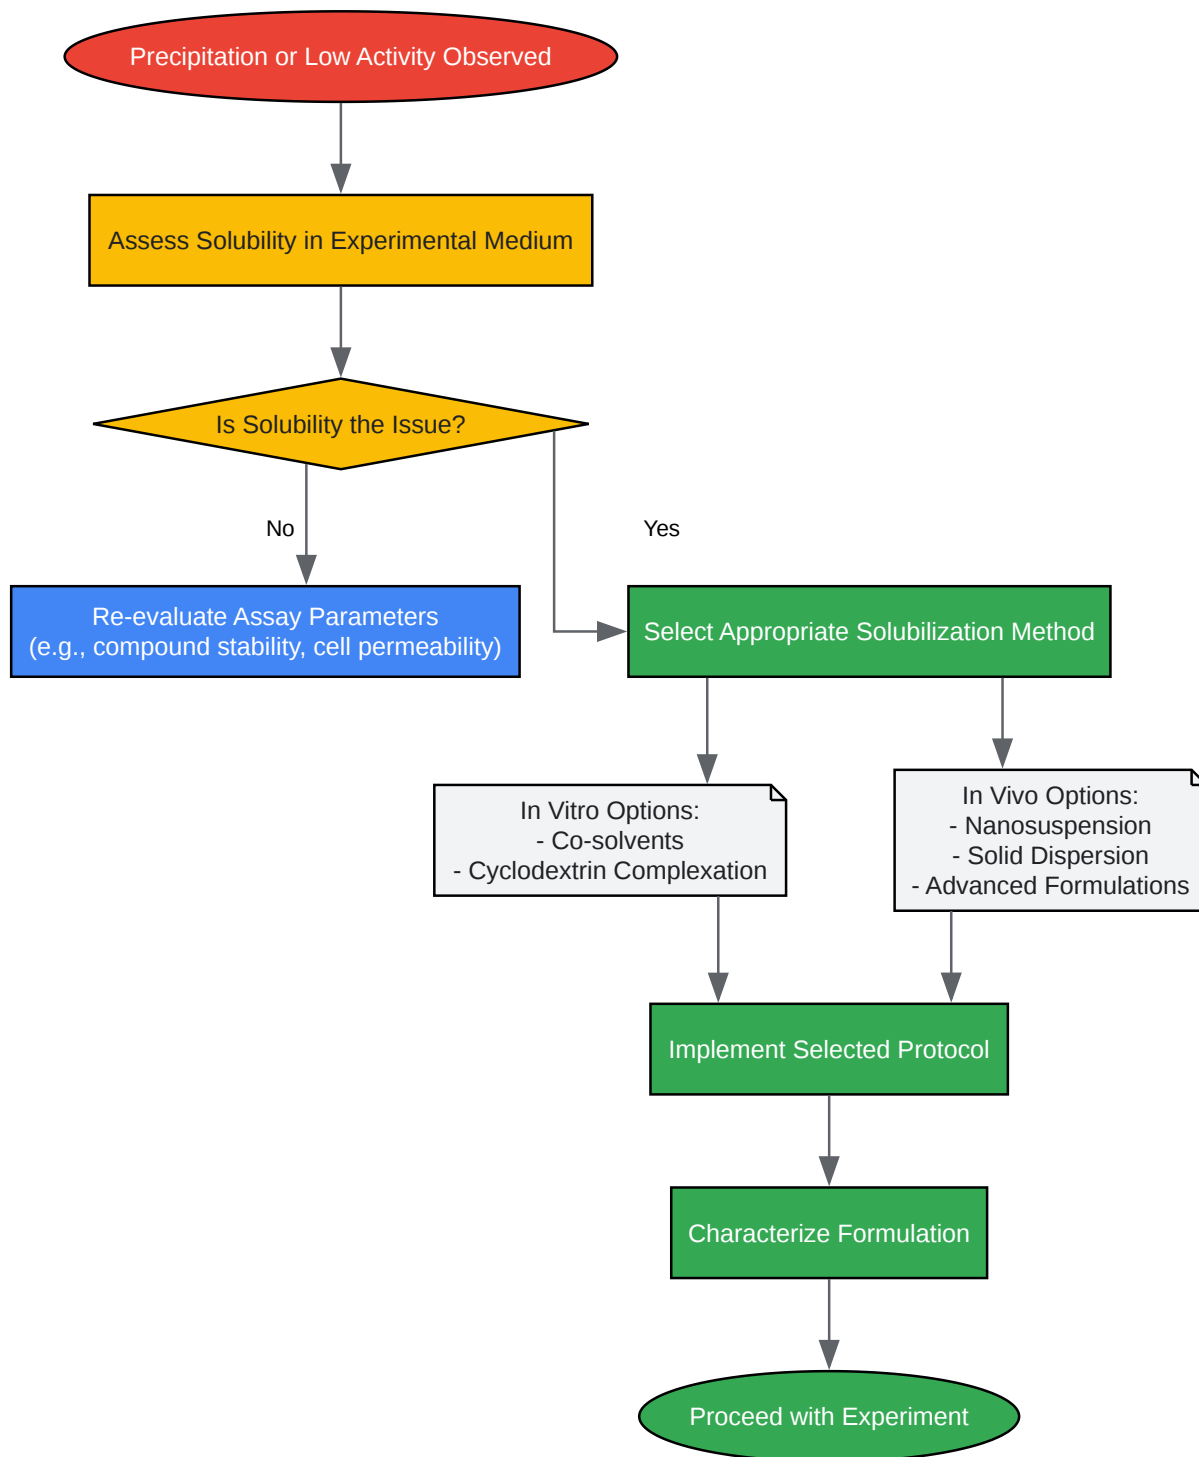 Precipitation or Low Activity Observed
Assess Solubility in Experimental Medium
Is Solubility the Issue?
No
Yes
Re-evaluate Assay Parameters
(e.g., compound stability, cell permeability)
Select Appropriate Solubilization Method
In Vitro Options:
- Co-solvents
- Cyclodextrin Complexation
In Vivo Options:
- Nanosuspension
- Solid Dispersion
- Advanced Formulations
Implement Selected Protocol
Characterize Formulation
Proceed with Experiment